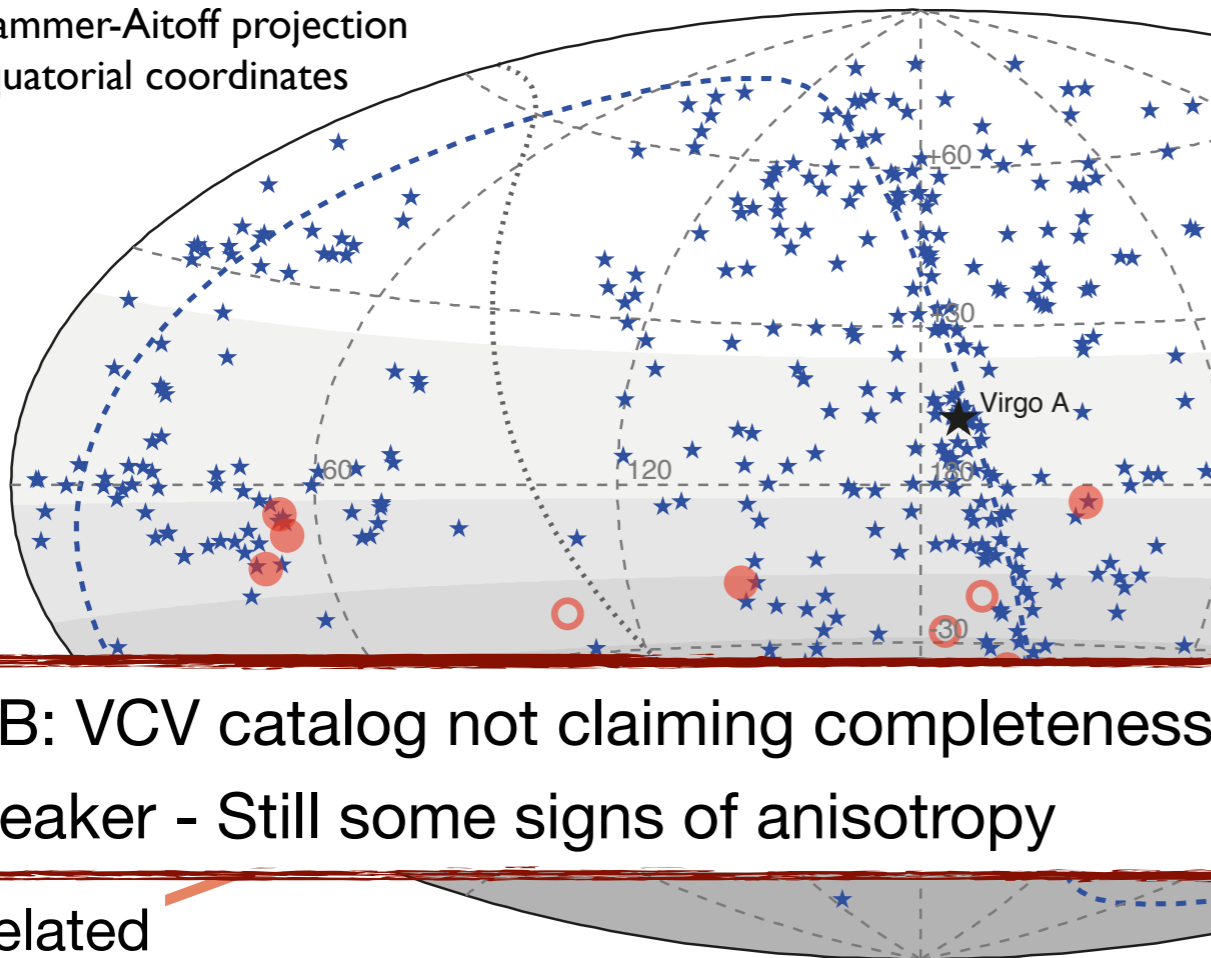 ammer-Aitoff projection
quatorial coordinates
+60
+30
Virgo A
60
120
180
-30
B: VCV catalog not claiming completeness
eaker - Still some signs of anisotropy
elated